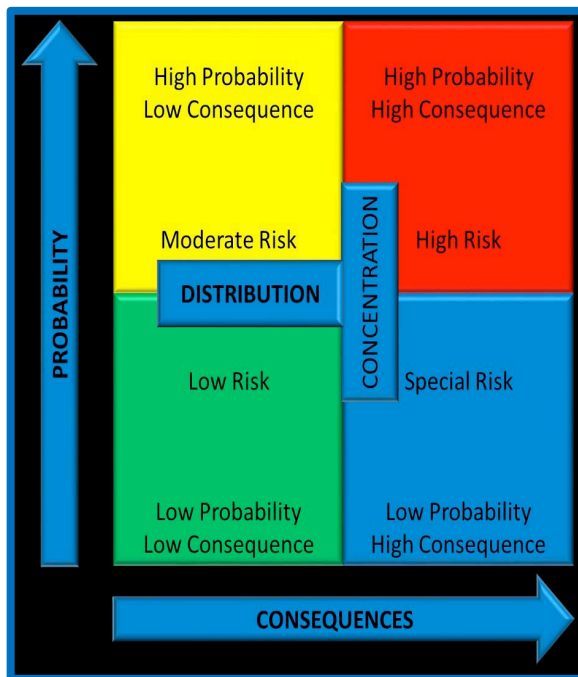 High Probability
Low Consequence
High Probability
High Consequence
Moderate Risk
High Risk
DISTRIBUTION
CONCENTRATION
PROBABILITY
Low Risk
Special Risk
Low Probability
Low Consequence
Low Probability
High Consequence
CONSEQUENCES